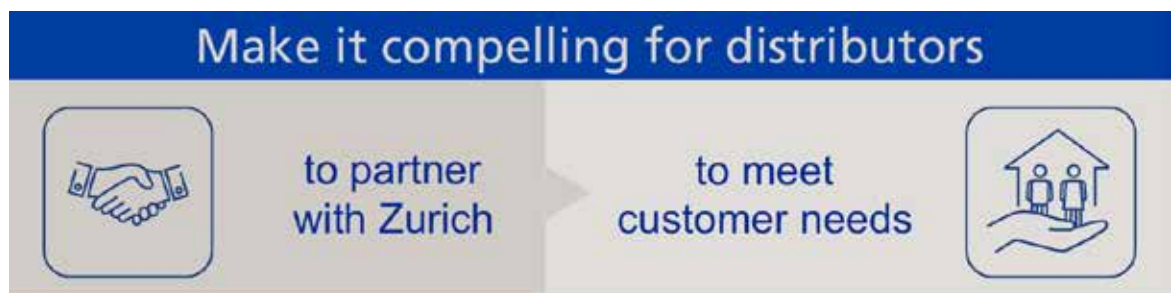 Make it compelling for distributors
to partner
with Zurich
to meet
customer needs